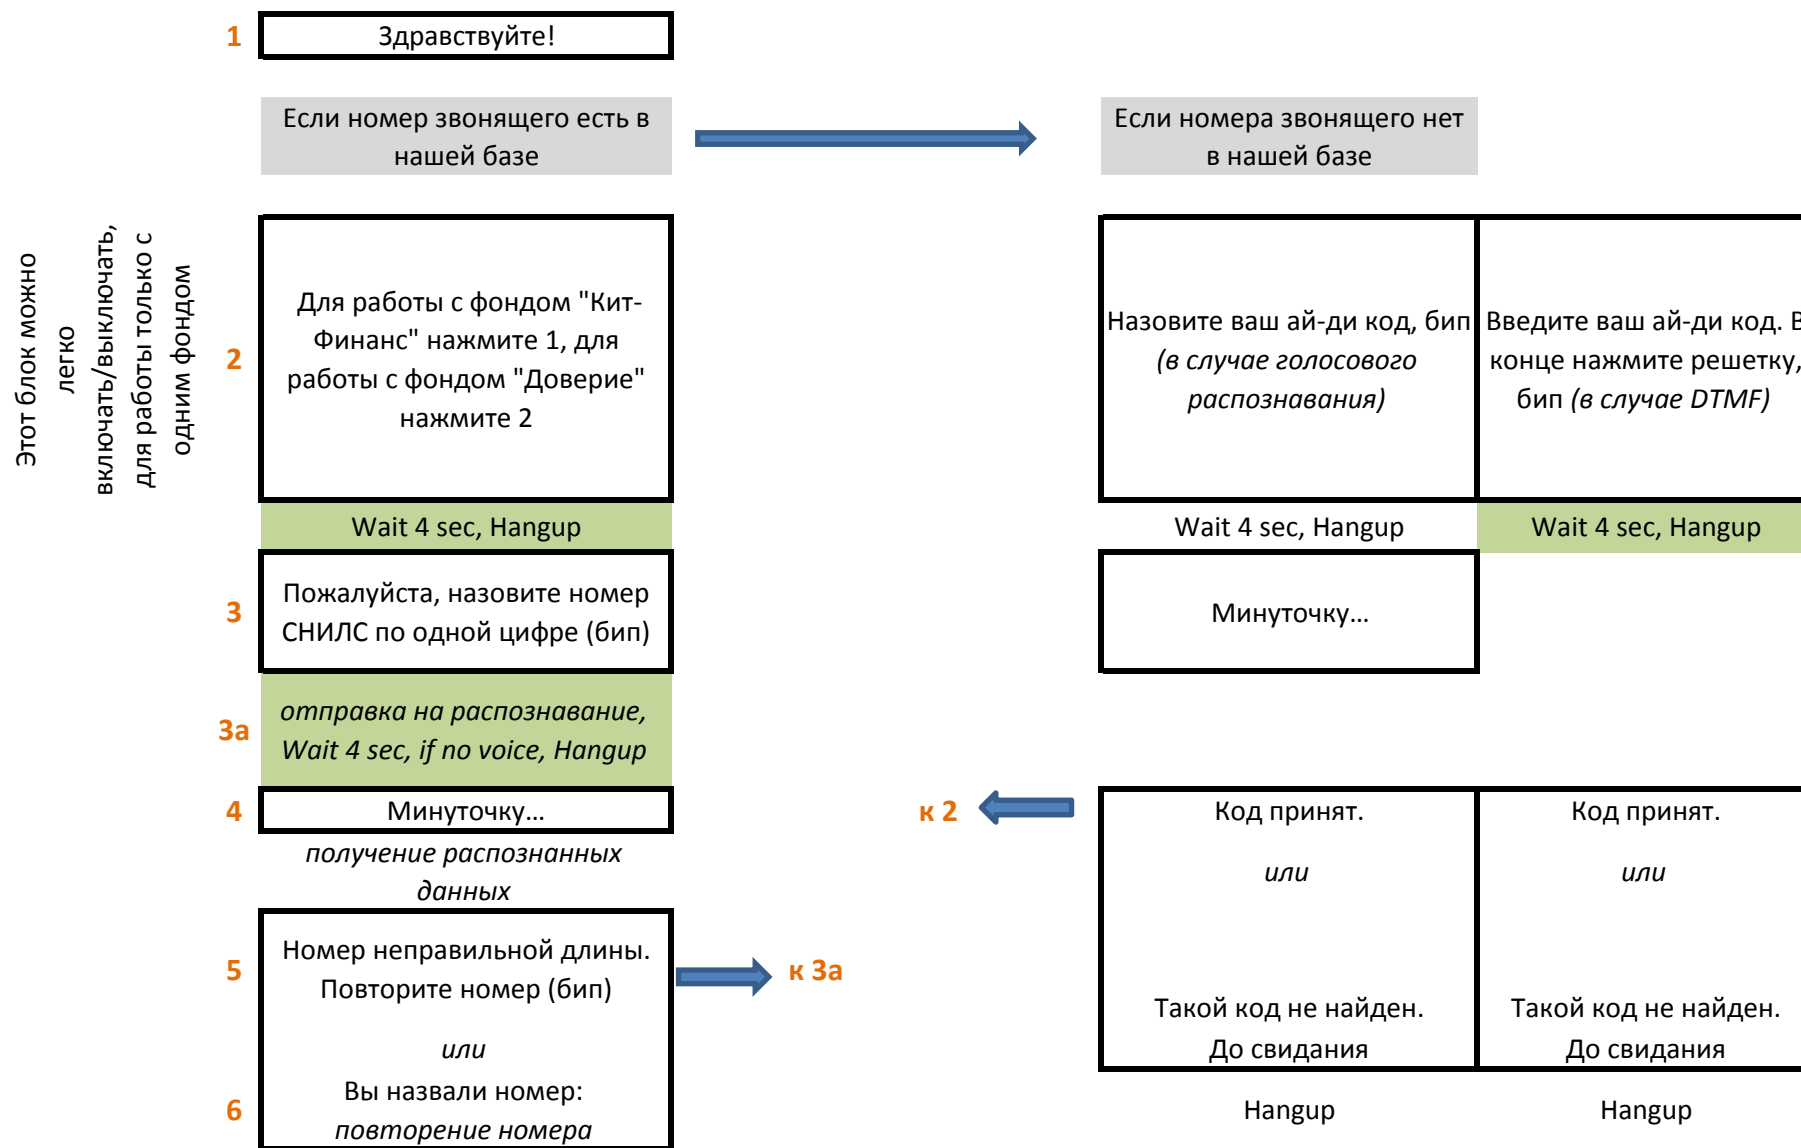 1
Здравствуйте!
Если номер звонящего есть в
нашей базе
Если номера звонящего нет
в нашей базе
Этот блок можно
легко
включать/выключать,
для работы только с
одним фондом
2
Для работы с фондом "Кит-
Финанс" нажмите 1, для
работы с фондом "Доверие"
нажмите 2
Назовите ваш ай-ди код, бип
(в случае голосового
распознавания)
Введите ваш ай-ди код. В
конце нажмите решетку,
бип (в случае DTMF)
Wait 4 sec, Hangup
Wait 4 sec, Hangup
Wait 4 sec, Hangup
3
Пожалуйста, назовите номер
СНИЛС по одной цифре (бип)
Минуточку...
3а
отправка на распознавание,
Wait 4 sec, if no voice, Hangup
4
Минуточку...
к 2
Код принят.
или
Такой код не найден.
До свидания
Код принят.
или
Такой код не найден.
До свидания
получение распознанных
данных
5
Номер неправильной длины.
Повторите номер (бип)
к 3а
или
6
Вы назвали номер:
повторение номера
Hangup
Hangup